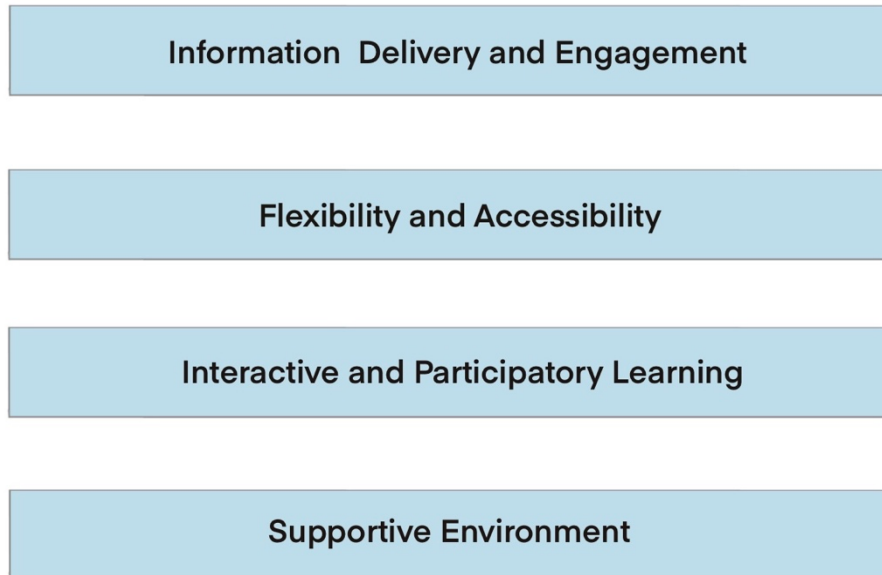 Information  Delivery and Engagement
Flexibility and Accessibility
Interactive and Participatory Learning
Supportive Environment